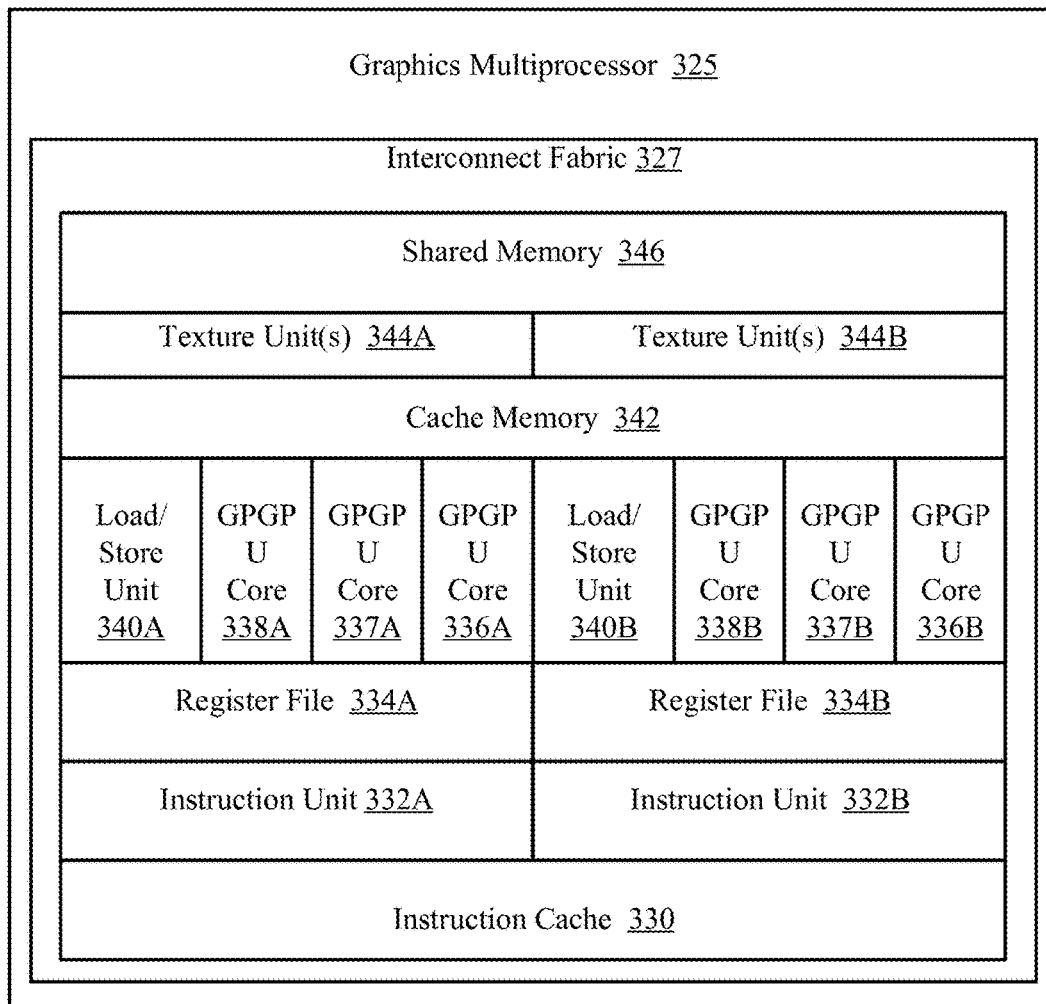 Graphics Multiprocessor 325
Interconnect Fabric 327
Shared Memory 346
Texture Unit(s) 344A
Texture Unit(s) 344B
Cache Memory 342
Load/
Store
Unit
340A
GPGP
U
Core
338A
GPGP
U
Core
337A
GPGP
U
Core
336A
Load/
Store
Unit
340B
GPGP
U
Core
338B
GPGP
U
Core
337B
GPGP
U
Core
336B
Register File 334A
Register File 334B
Instruction Unit 332A
Instruction Unit 332B
Instruction Cache 330